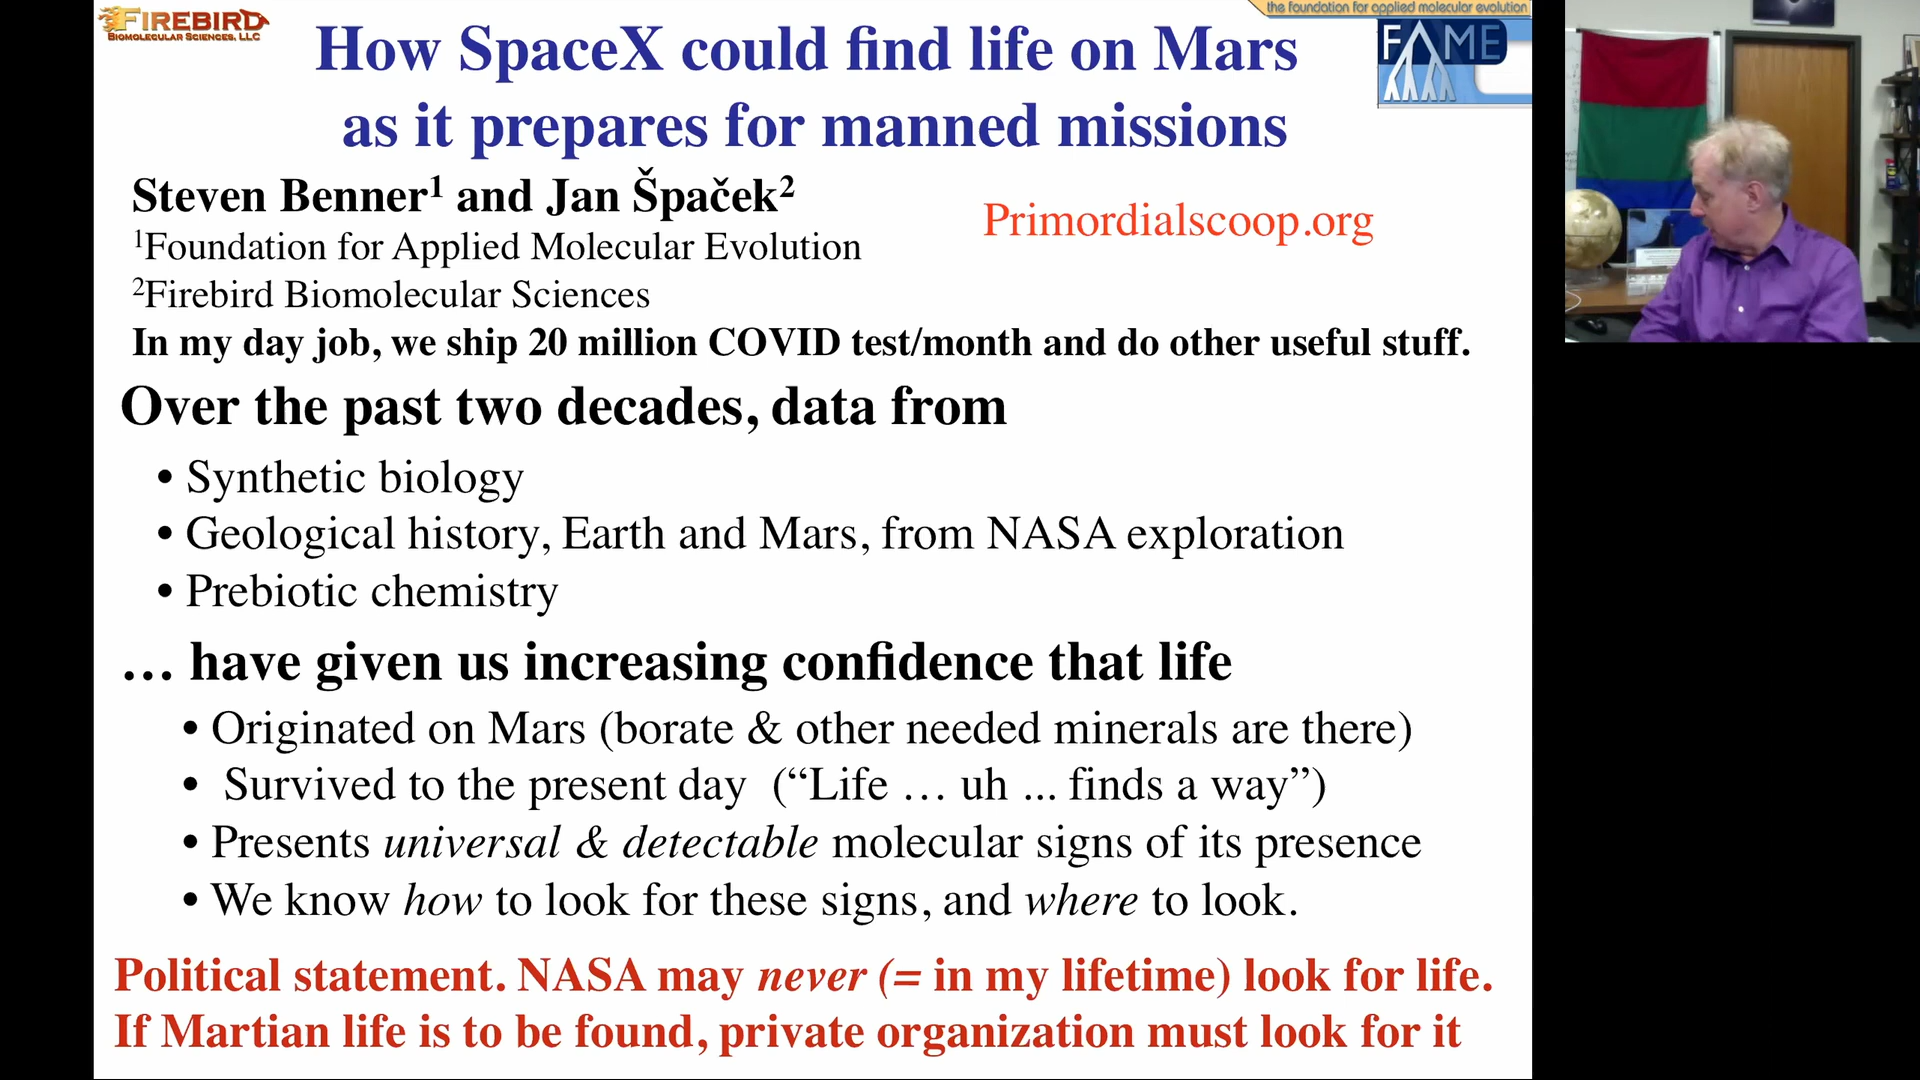 FIREBIRD
BIOMOLECULAR SCIENCES, LLC
the foundation for applied molecular evolution
FAME
How SpaceX could find life on Mars
as it prepares for manned missions
Steven Benner¹ and Jan Špaček²
Primordialscoop.org
¹Foundation for Applied Molecular Evolution
²Firebird Biomolecular Sciences
In my day job, we ship 20 million COVID test/month and do other useful stuff.
Over the past two decades, data from
• Synthetic biology
• Geological history, Earth and Mars, from NASA exploration
• Prebiotic chemistry
… have given us increasing confidence that life
• Originated on Mars (borate & other needed minerals are there)
• Survived to the present day (“Life … uh ... finds a way”)
• Presents universal & detectable molecular signs of its presence
• We know how to look for these signs, and where to look.
Political statement. NASA may never (= in my lifetime) look for life.
If Martian life is to be found, private organization must look for it